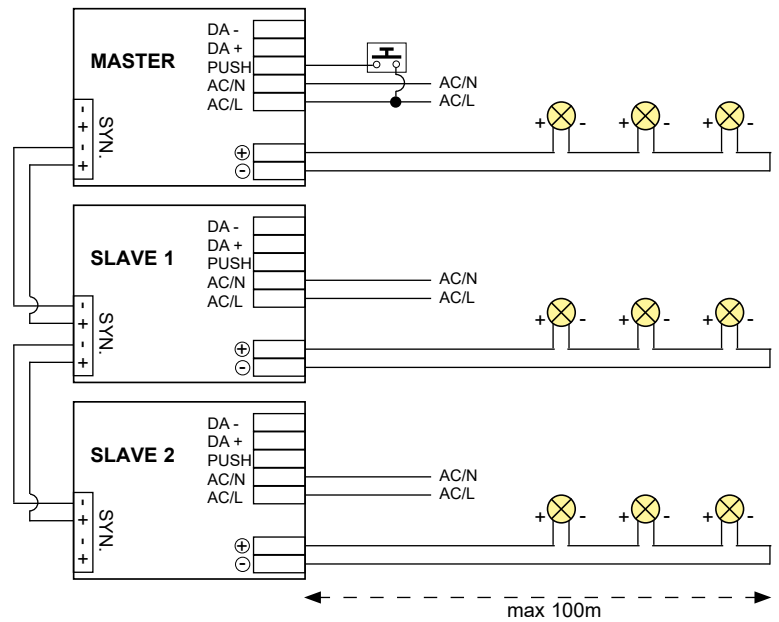 MASTER
DA -
DA +
PUSH
AC/N
AC/L
AC/N
AC/L
- + - +
SYN.
+ -
+ - + - + -
SLAVE 1
DA -
DA +
PUSH
AC/N
AC/L
AC/N
AC/L
- + - +
SYN.
+ -
+ - + - + -
SLAVE 2
DA -
DA +
PUSH
AC/N
AC/L
AC/N
AC/L
- + - +
SYN.
+ -
+ - + - + -
max 100m